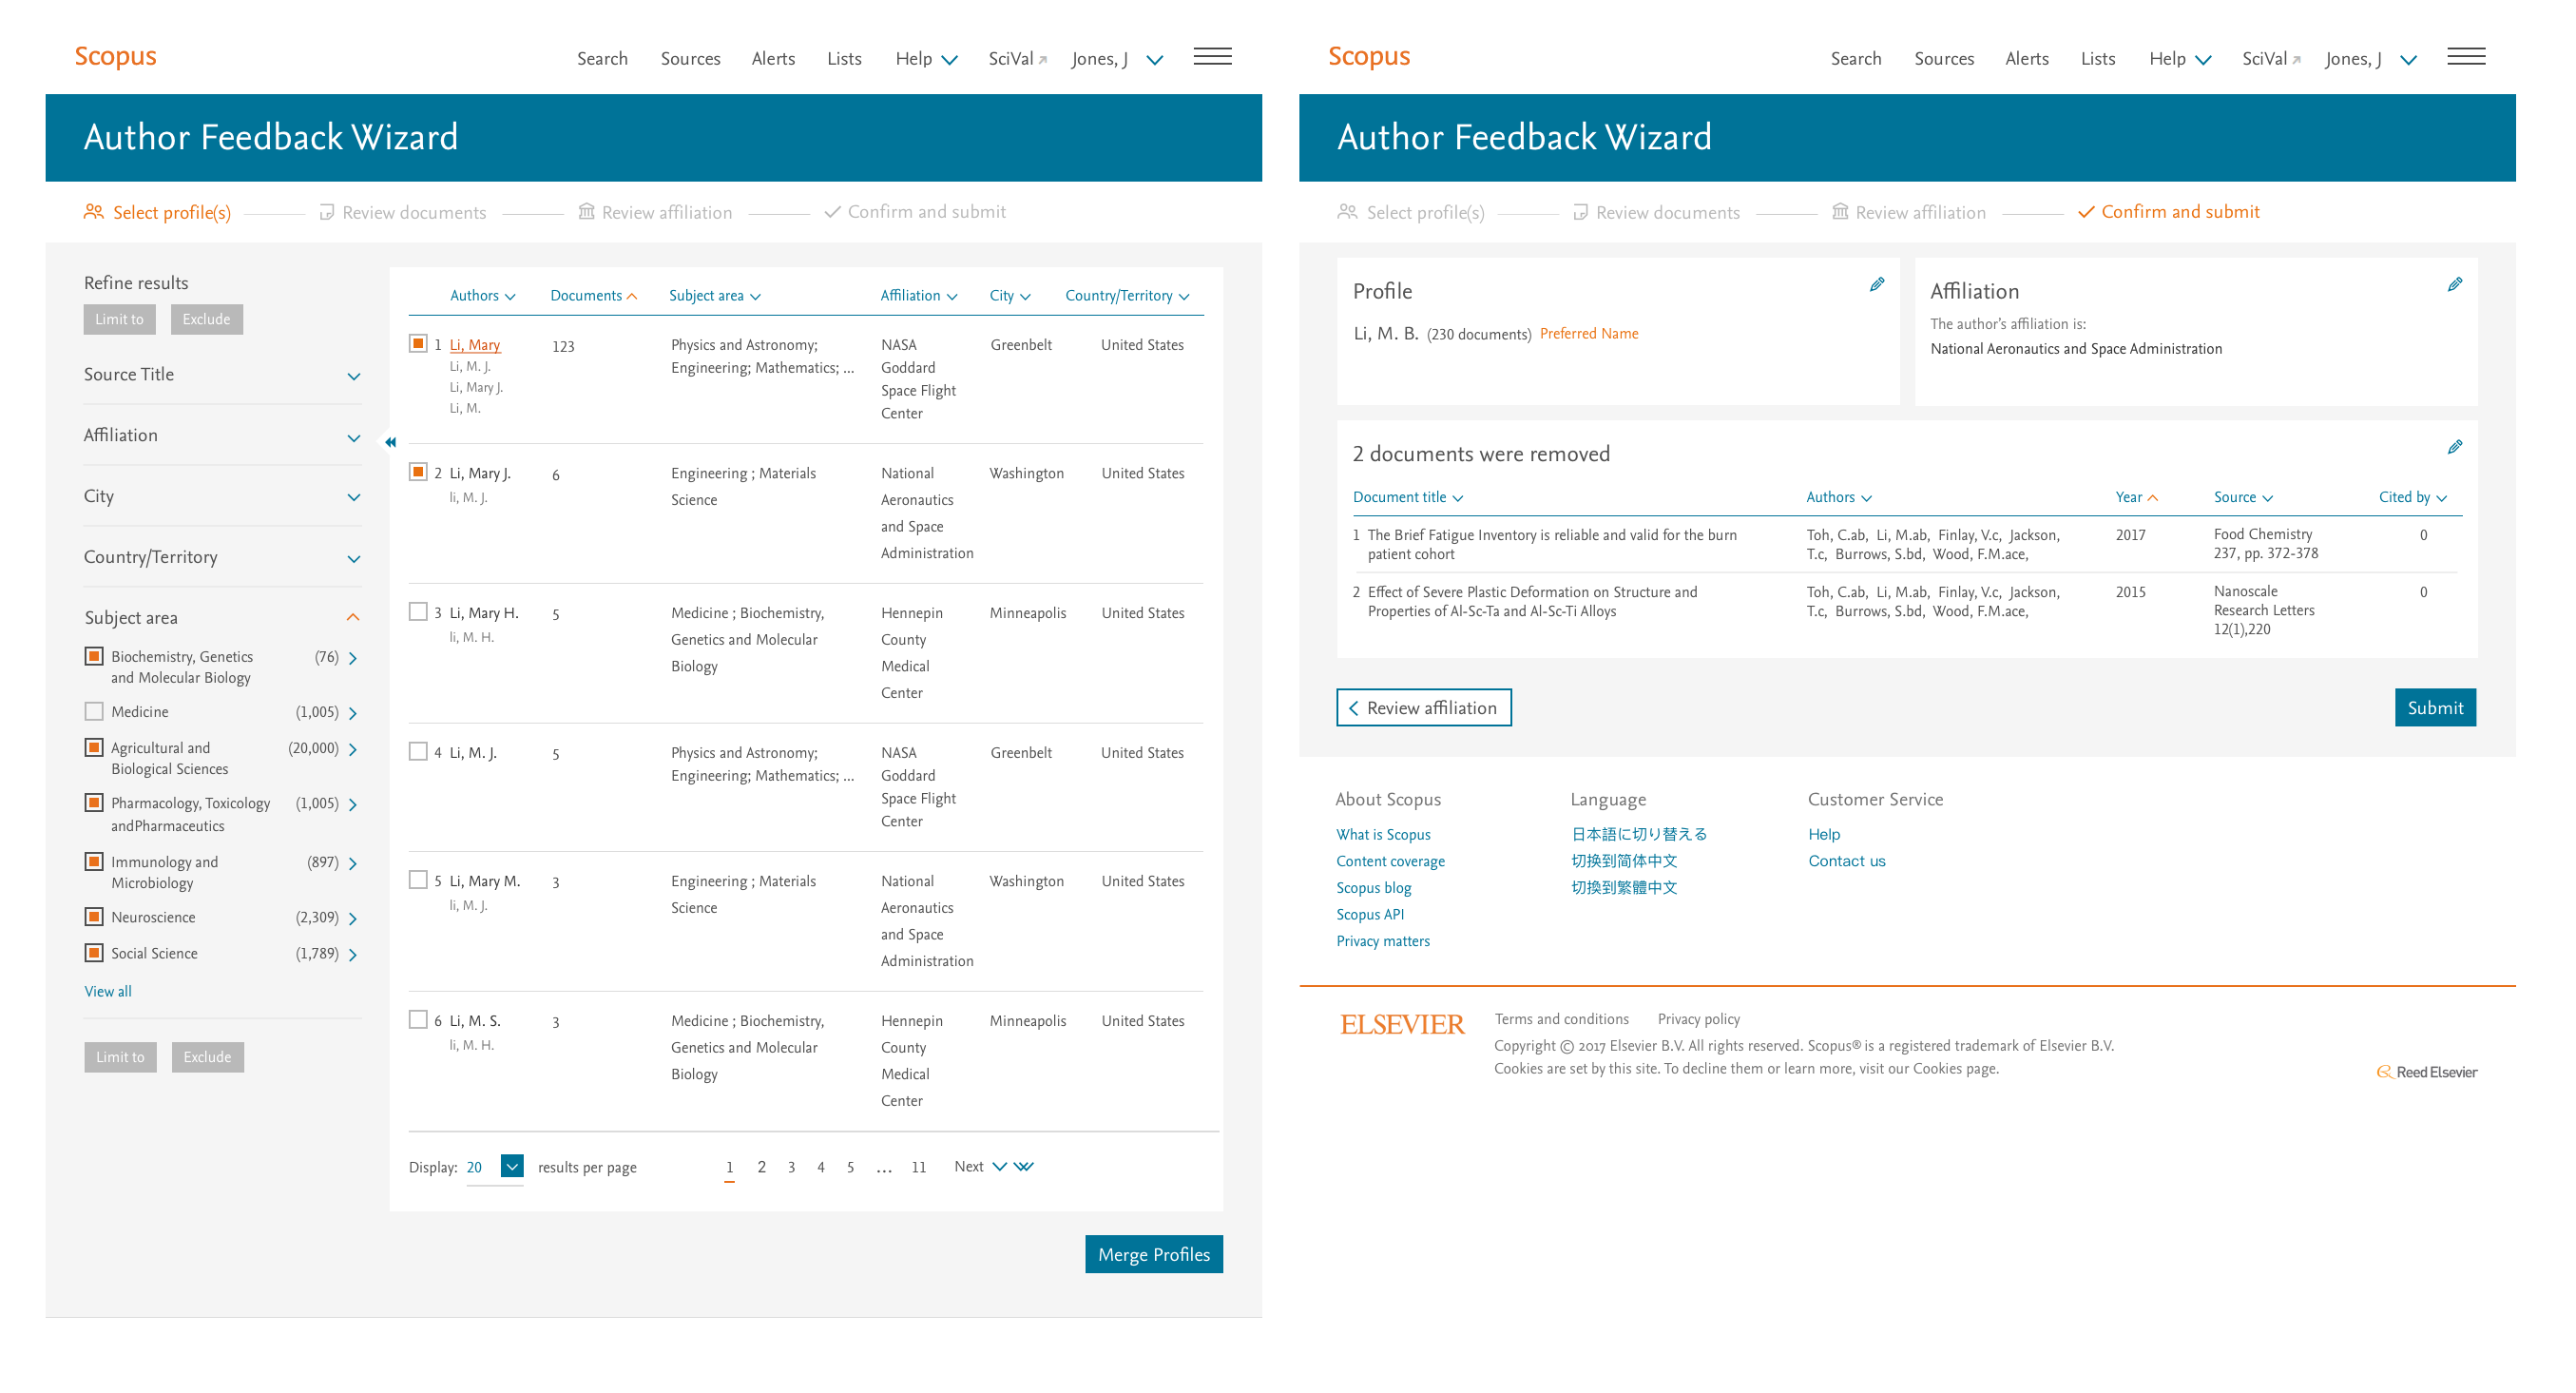 Scopus
Search Sources Alerts Lists Help SciVal Jones, J
Author Feedback Wizard
Select profile(s) Review documents Review affiliation Confirm and submit
Refine results
Limit to Exclude
Source Title
Affiliation
City
Country/Territory
Subject area
Biochemistry, Genetics (76)
and Molecular Biology
Medicine (1,005)
Agricultural and (20,000)
Biological Sciences
Pharmacology, Toxicology (1,005)
andPharmaceutics
Immunology and (897)
Microbiology
Neuroscience (2,309)
Social Science (1,789)
View all
Limit to Exclude
Authors Documents Subject area Affiliation City Country/Territory
1 Li, Mary 123 Physics and Astronomy; NASA Greenbelt United States
Li, M. J. Engineering; Mathematics; ... Goddard
Li, Mary J. Space Flight
Li, M. Center
2 Li, Mary J. 6 Engineering ; Materials National Washington United States
li, M. J. Science Aeronautics
and Space
Administration
3 Li, Mary H. 5 Medicine ; Biochemistry, Hennepin Minneapolis United States
li, M. H. Genetics and Molecular County
Biology Medical
Center
4 Li, M. J. 5 Physics and Astronomy; NASA Greenbelt United States
Engineering; Mathematics; ... Goddard
Space Flight
Center
5 Li, Mary M. 3 Engineering ; Materials National Washington United States
li, M. J. Science Aeronautics
and Space
Administration
6 Li, M. S. 3 Medicine ; Biochemistry, Hennepin Minneapolis United States
li, M. H. Genetics and Molecular County
Biology Medical
Center
Display: 20 results per page 1 2 3 4 5 ... 11 Next
Merge Profiles
Scopus
Search Sources Alerts Lists Help SciVal Jones, J
Author Feedback Wizard
Select profile(s) Review documents Review affiliation Confirm and submit
Profile
Li, M. B. (230 documents) Preferred Name
Affiliation
The author's affiliation is:
National Aeronautics and Space Administration
2 documents were removed
Document title Authors Year Source Cited by
1 The Brief Fatigue Inventory is reliable and valid for the burn Toh, C.ab, Li, M.ab, Finlay, V.c, Jackson, 2017 Food Chemistry 0
patient cohort T.c, Burrows, S.bd, Wood, F.M.ace, 237, pp. 372-378
2 Effect of Severe Plastic Deformation on Structure and Toh, C.ab, Li, M.ab, Finlay, V.c, Jackson, 2015 Nanoscale 0
Properties of Al-Sc-Ta and Al-Sc-Ti Alloys T.c, Burrows, S.bd, Wood, F.M.ace, Research Letters
12(1),220
Review affiliation Submit
About Scopus Language Customer Service
What is Scopus 日本語に切り替える Help
Content coverage 切换到简体中文 Contact us
Scopus blog 切換到繁體中文
Scopus API
Privacy matters
ELSEVIER Terms and conditions Privacy policy
Copyright © 2017 Elsevier B.V. All rights reserved. Scopus® is a registered trademark of Elsevier B.V.
Cookies are set by this site. To decline them or learn more, visit our Cookies page.
Reed Elsevier